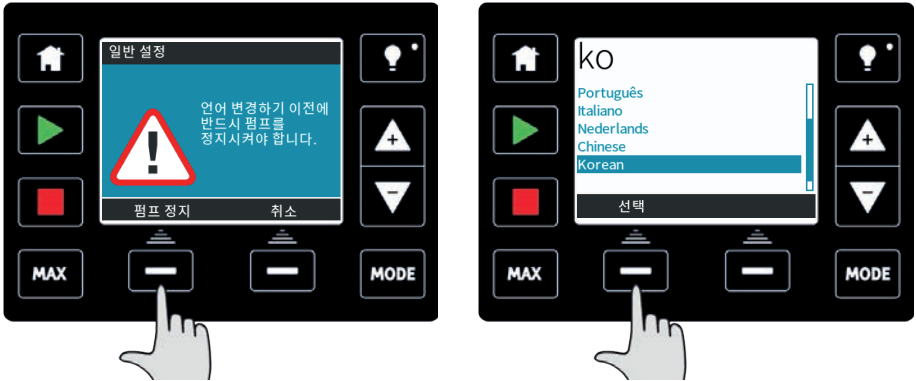 일반 설정
언어 변경하기 이전에
반드시 펌프를
정지시켜야 합니다.
!
펌프 정지
취소
+
−
MAX
MODE
ko
Português
Italiano
Nederlands
Chinese
Korean
선택
+
−
MAX
MODE